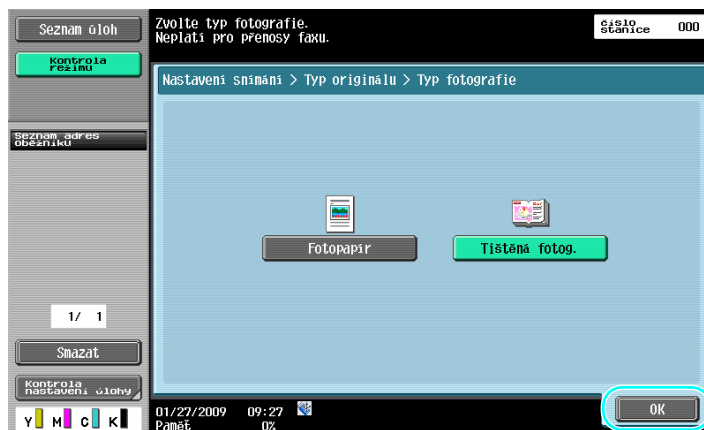 Seznam úloh
Zvolte typ fotografie.
Neplatí pro přenosy faxu.
číslo
stanice
000
Kontrola
režimu
Nastavení snímání > Typ originálu > Typ fotografie
Seznam adres
oběžníku
Fotopapír
Tištěná fotog.
1/ 1
Smazat
Kontrola
nastavení úlohy
Y M C K
01/27/2009 09:27
Paměť 0%
OK